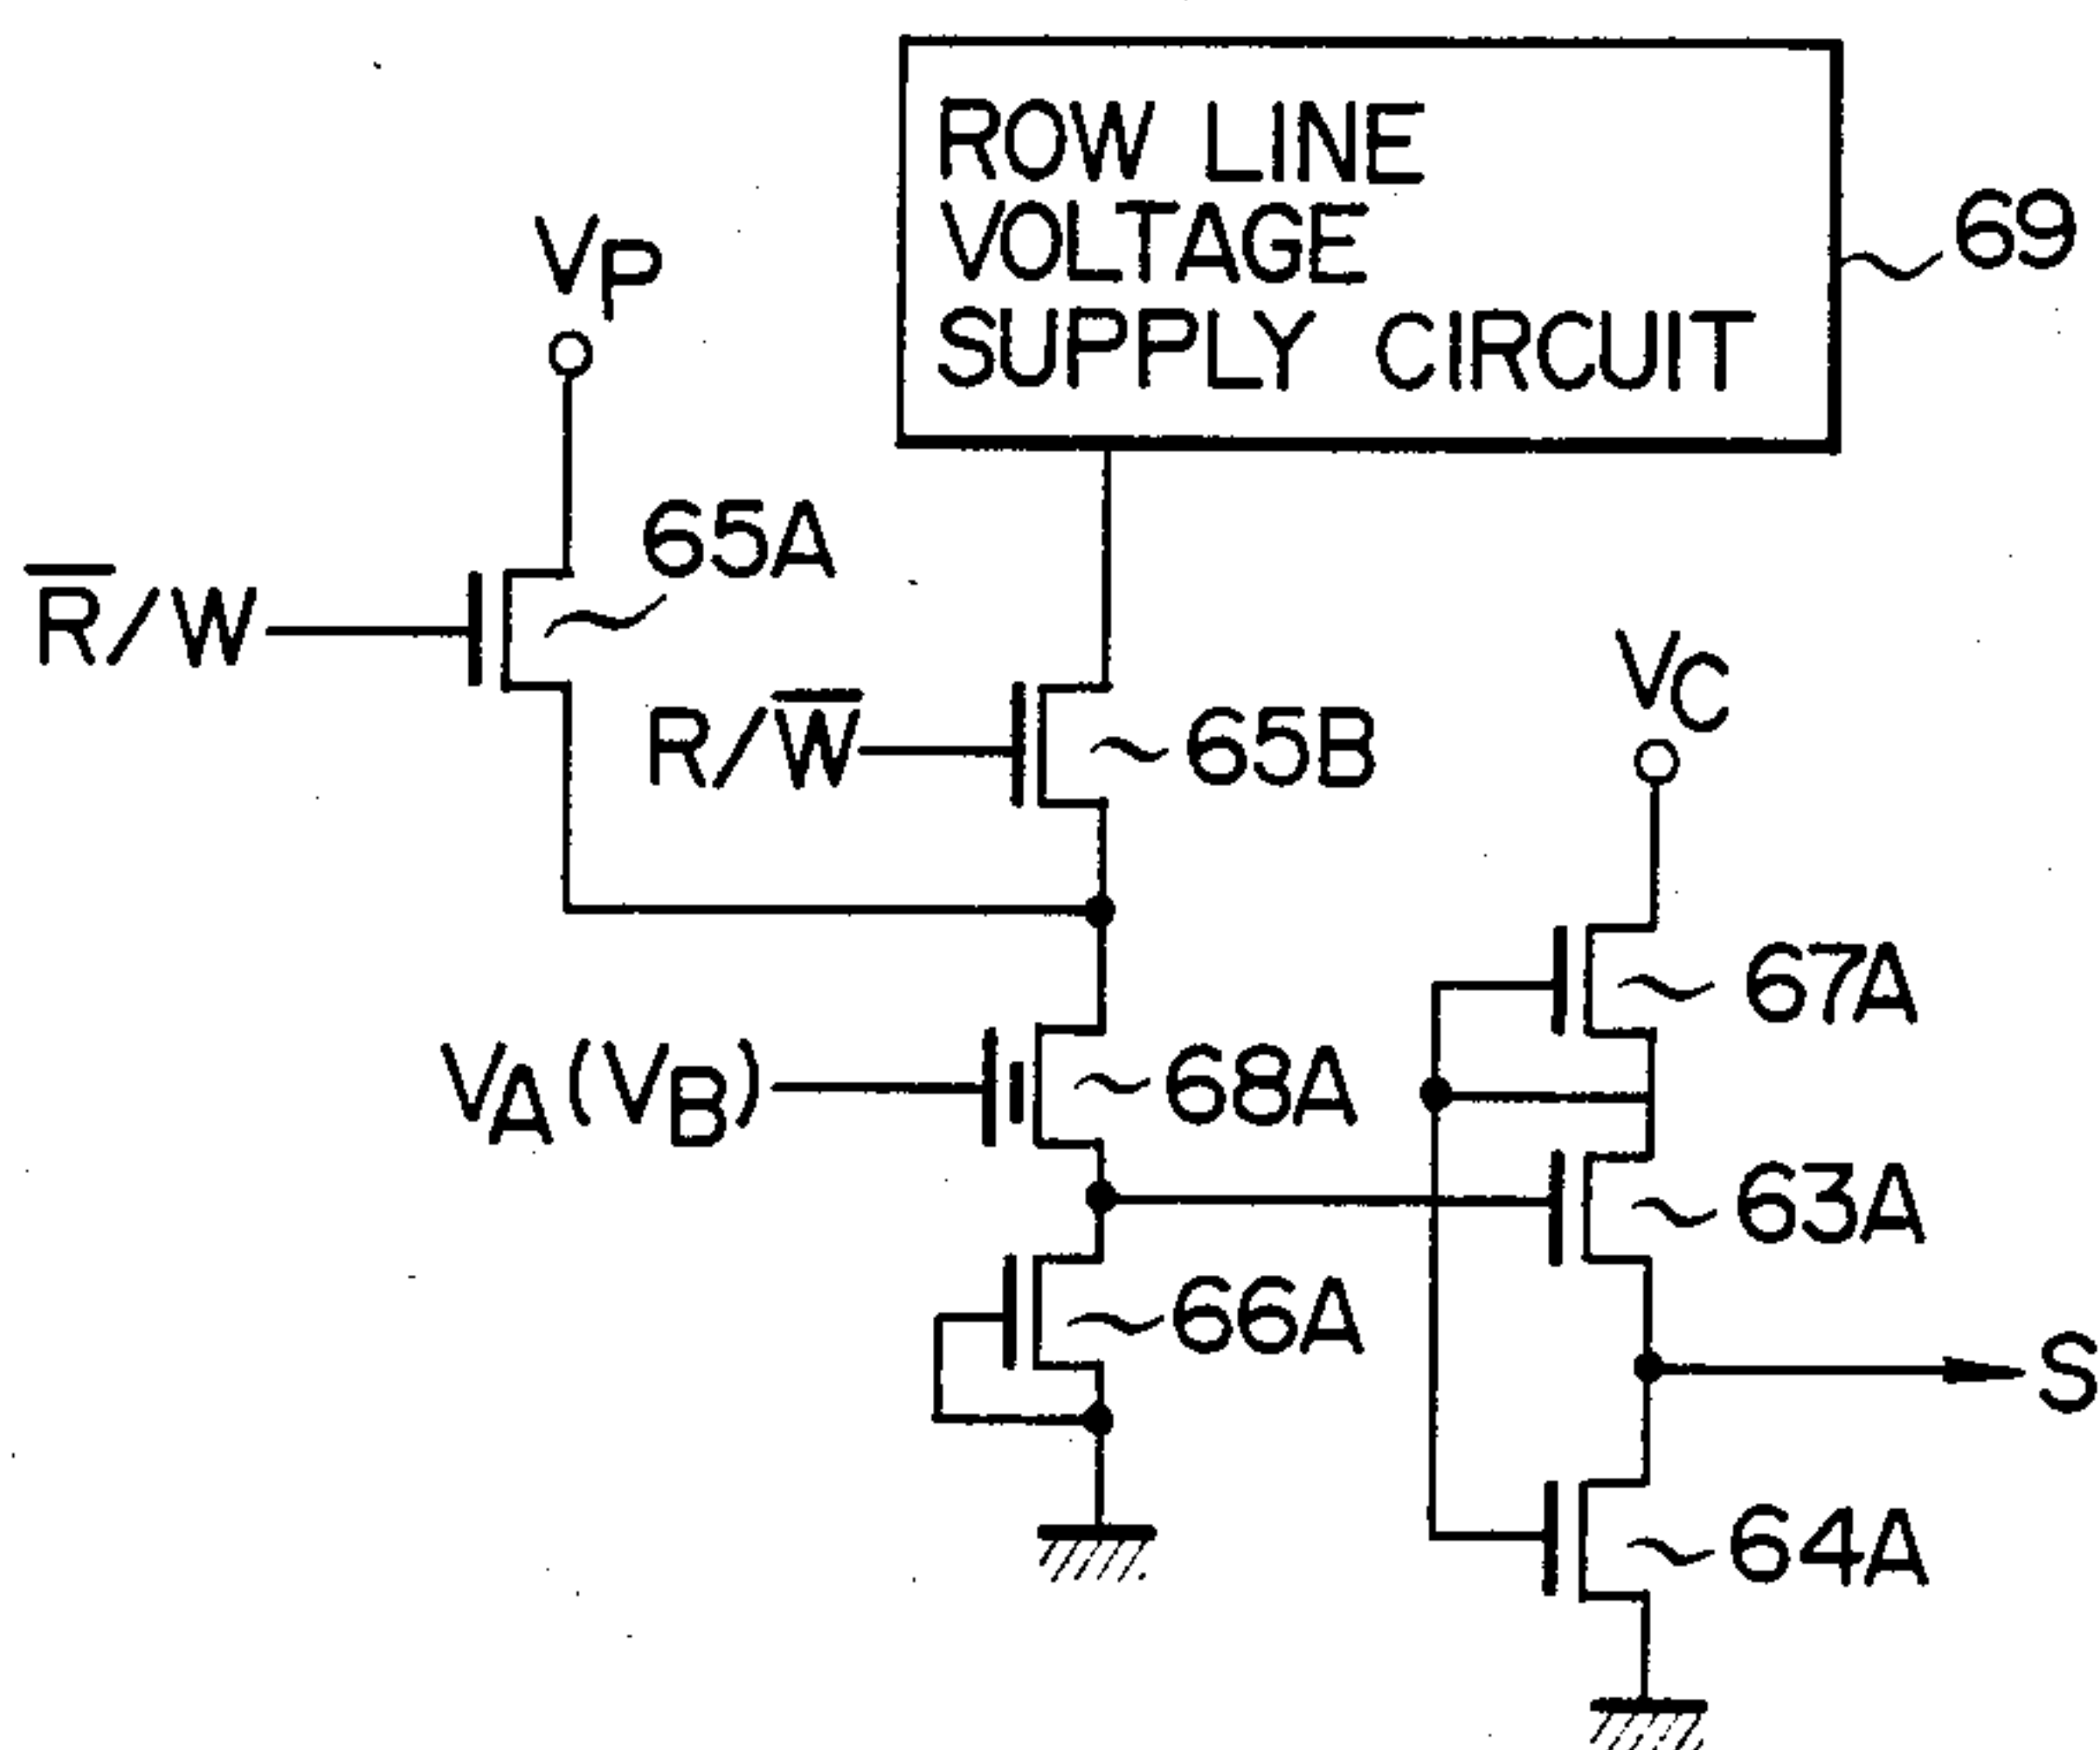 ROW LINE
VOLTAGE
SUPPLY CIRCUIT
69
VP
65A
R̅/W
R/W̅
65B
VC
67A
VA(VB)
68A
63A
66A
S
64A